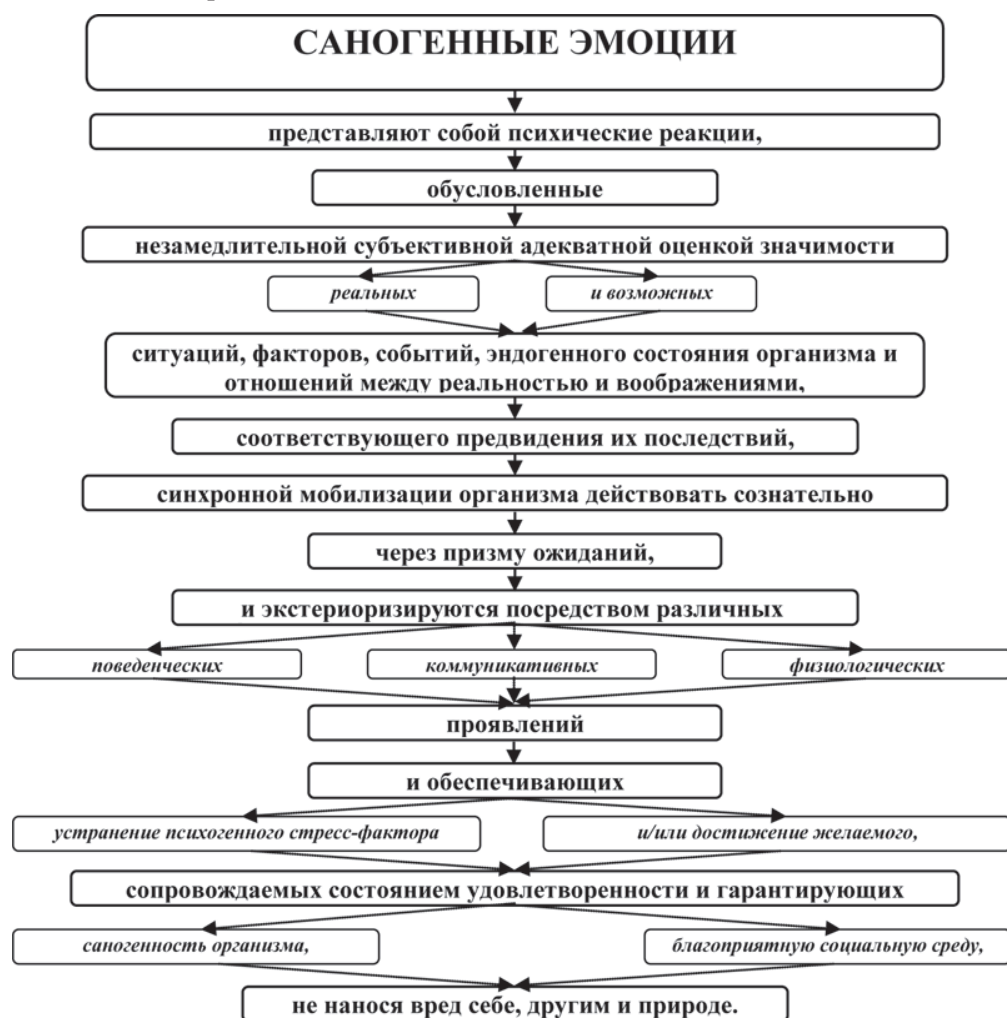 САНОГЕННЫЕ ЭМОЦИИ
представляют собой психические реакции,
обусловленные
незамедлительной субъективной адекватной оценкой значимости
реальных
и возможных
ситуаций, факторов, событий, эндогенного состояния организма и
отношений между реальностью и воображениями,
соответствующего предвидения их последствий,
синхронной мобилизации организма действовать сознательно
через призму ожиданий,
и экстериоризируются посредством различных
поведенческих
коммуникативных
физиологических
проявлений
и обеспечивающих
устранение психогенного стресс-фактора
и/или достижение желаемого,
сопровождаемых состоянием удовлетворенности и гарантирующих
саногенность организма,
благоприятную социальную среду,
не нанося вред себе, другим и природе.